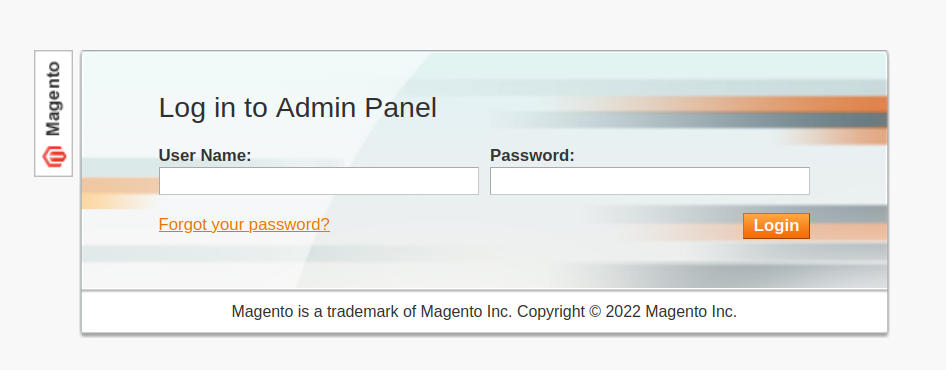 Magento
Log in to Admin Panel
User Name: Password:
Forgot your password? Login
Magento is a trademark of Magento Inc. Copyright © 2022 Magento Inc.